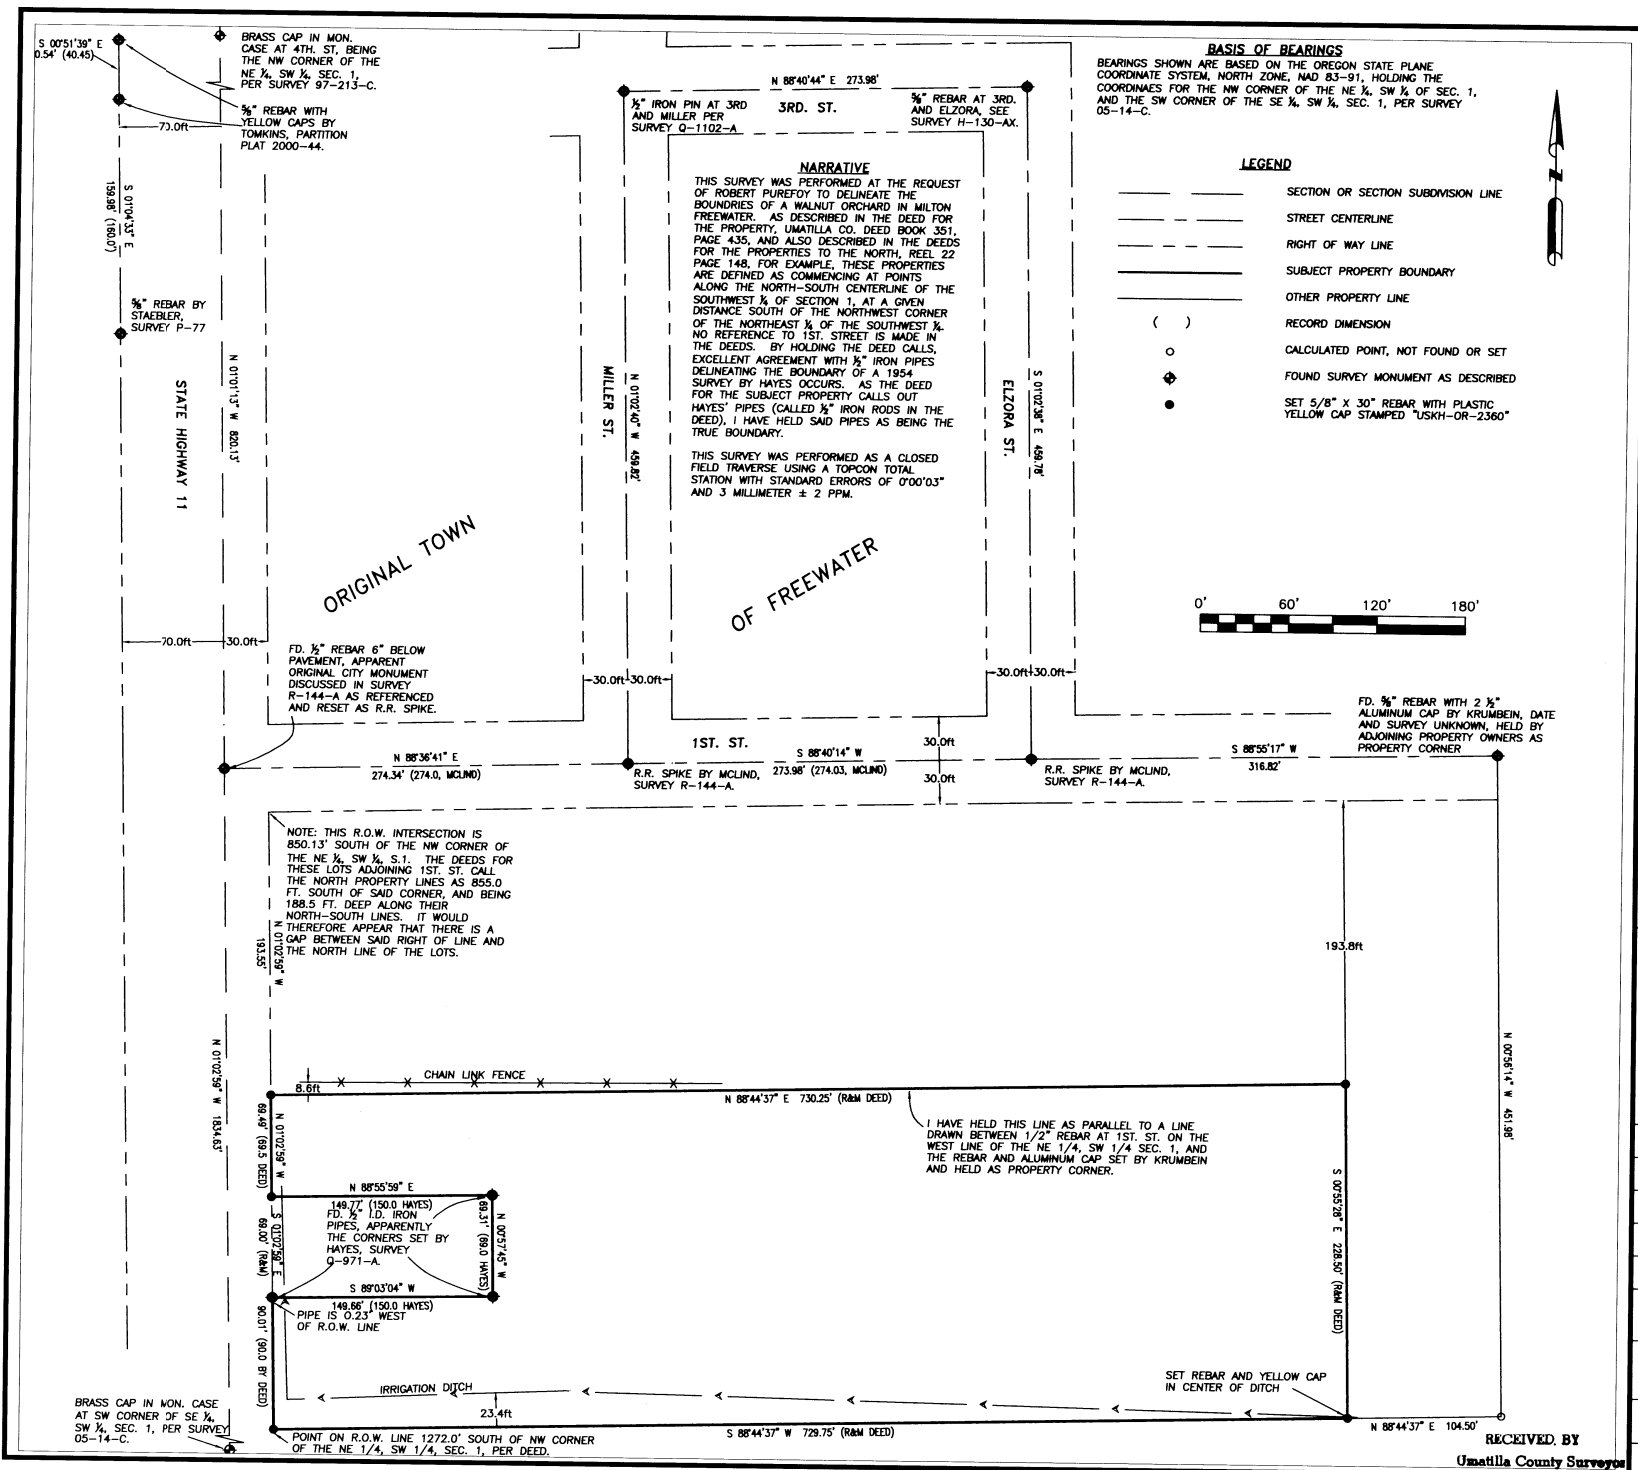 S 00°51'39" E
0.54' (40.45)
BRASS CAP IN MON.
CASE AT 4TH. ST, BEING
THE NW CORNER OF THE
NE ¼, SW ¼, SEC. 1,
PER SURVEY 97-213-C.
⅝" REBAR WITH
YELLOW CAPS BY
TOMKINS, PARTITION
PLAT 2000-44.
70.0ft
S 01°04'33" E
159.98' (160.0')
⅝" REBAR BY
STAEBLER,
SURVEY P-77
STATE HIGHWAY 11
N 01°01'13" W 820.13'
N 88°40'44" E 273.98'
½" IRON PIN AT 3RD
AND MILLER PER
SURVEY Q-1102-A
3RD. ST.
⅝" REBAR AT 3RD.
AND ELZORA, SEE
SURVEY H-130-AX.
NARRATIVE
THIS SURVEY WAS PERFORMED AT THE REQUEST
OF ROBERT PUREFOY TO DELINEATE THE
BOUNDRIES OF A WALNUT ORCHARD IN MILTON
FREEWATER. AS DESCRIBED IN THE DEED FOR
THE PROPERTY, UMATILLA CO. DEED BOOK 351,
PAGE 435, AND ALSO DESCRIBED IN THE DEEDS
FOR THE PROPERTIES TO THE NORTH, REEL 22
PAGE 148, FOR EXAMPLE, THESE PROPERTIES
ARE DEFINED AS COMMENCING AT POINTS
ALONG THE NORTH-SOUTH CENTERLINE OF THE
SOUTHWEST ¼ OF SECTION 1, AT A GIVEN
DISTANCE SOUTH OF THE NORTHWEST CORNER
OF THE NORTHEAST ¼ OF THE SOUTHWEST ¼.
NO REFERENCE TO 1ST. STREET IS MADE IN
THE DEEDS. BY HOLDING THE DEED CALLS,
EXCELLENT AGREEMENT WITH ½" IRON PIPES
DELINEATING THE BOUNDARY OF A 1954
SURVEY BY HAYES OCCURS. AS THE DEED
FOR THE SUBJECT PROPERTY CALLS OUT
HAYES' PIPES (CALLED ½" IRON RODS IN THE
DEED), I HAVE HELD SAID PIPES AS BEING THE
TRUE BOUNDARY.
THIS SURVEY WAS PERFORMED AS A CLOSED
FIELD TRAVERSE USING A TOPCON TOTAL
STATION WITH STANDARD ERRORS OF 0°00'03"
AND 3 MILLIMETER ± 2 PPM.
MILLER ST.
N 01°02'40" W 459.82'
ELZORA ST.
S 01°02'38" E 459.78'
BASIS OF BEARINGS
BEARINGS SHOWN ARE BASED ON THE OREGON STATE PLANE
COORDINATE SYSTEM, NORTH ZONE, NAD 83-91, HOLDING THE
COORDINAES FOR THE NW CORNER OF THE NE ¼, SW ¼ OF SEC. 1,
AND THE SW CORNER OF THE SE ¼, SW ¼, SEC. 1, PER SURVEY
05-14-C.
N
LEGEND
SECTION OR SECTION SUBDIVISION LINE
STREET CENTERLINE
RIGHT OF WAY LINE
SUBJECT PROPERTY BOUNDARY
OTHER PROPERTY LINE
( ) RECORD DIMENSION
CALCULATED POINT, NOT FOUND OR SET
FOUND SURVEY MONUMENT AS DESCRIBED
SET 5/8" X 30" REBAR WITH PLASTIC
YELLOW CAP STAMPED "USKH-OR-2360"
ORIGINAL TOWN
OF FREEWATER
0' 60' 120' 180'
70.0ft 30.0ft
FD. ½" REBAR 6" BELOW
PAVEMENT, APPARENT
ORIGINAL CITY MONUMENT
DISCUSSED IN SURVEY
R-144-A AS REFERENCED
AND RESET AS R.R. SPIKE.
30.0ft 30.0ft
30.0ft 30.0ft
FD. ⅝" REBAR WITH 2 ½"
ALUMINUM CAP BY KRUMBEIN, DATE
AND SURVEY UNKNOWN, HELD BY
ADJOINING PROPERTY OWNERS AS
PROPERTY CORNER
N 88°36'41" E
274.34' (274.0, MCLIND)
1ST. ST.
R.R. SPIKE BY MCLIND,
SURVEY R-144-A.
S 88°40'14" W
273.98' (274.03, MCLIND)
30.0ft
30.0ft
R.R. SPIKE BY MCLIND,
SURVEY R-144-A.
S 88°55'17" W
316.82'
NOTE: THIS R.O.W. INTERSECTION IS
850.13' SOUTH OF THE NW CORNER OF
THE NE ¼, SW ¼, S.1. THE DEEDS FOR
THESE LOTS ADJOINING 1ST. ST. CALL
THE NORTH PROPERTY LINES AS 855.0
FT. SOUTH OF SAID CORNER, AND BEING
188.5 FT. DEEP ALONG THEIR
NORTH-SOUTH LINES. IT WOULD
THEREFORE APPEAR THAT THERE IS A
GAP BETWEEN SAID RIGHT OF LINE AND
THE NORTH LINE OF THE LOTS.
N 01°02'59" W
193.55'
193.8ft
N 01°02'59" W 1834.63'
N 00°56'14" W 451.98'
8.6ft
CHAIN LINK FENCE
N 88°44'37" E 730.25' (R&M DEED)
I HAVE HELD THIS LINE AS PARALLEL TO A LINE
DRAWN BETWEEN 1/2" REBAR AT 1ST. ST. ON THE
WEST LINE OF THE NE 1/4, SW 1/4 SEC. 1, AND
THE REBAR AND ALUMINUM CAP SET BY KRUMBEIN
AND HELD AS PROPERTY CORNER.
N 01°02'59" W
69.49' (69.5 DEED)
N 88°55'59" E
149.77' (150.0 HAYES)
FD. ½" I.D. IRON
PIPES, APPARENTLY
THE CORNERS SET BY
HAYES, SURVEY
Q-971-A.
N 00°57'45" W
69.31' (69.0 HAYES)
S 01°02'59" E
69.00' (R&M)
S 89°03'04" W
149.66' (150.0 HAYES)
PIPE IS 0.23' WEST
OF R.O.W. LINE
90.01' (90.0 BY DEED)
S 00°55'28" E 228.50' (R&M DEED)
IRRIGATION DITCH
23.4ft
SET REBAR AND YELLOW CAP
IN CENTER OF DITCH
BRASS CAP IN MON. CASE
AT SW CORNER OF SE ¼,
SW ¼, SEC. 1, PER SURVEY
05-14-C.
POINT ON R.O.W. LINE 1272.0' SOUTH OF NW CORNER
OF THE NE 1/4, SW 1/4, SEC. 1, PER DEED.
S 88°44'37" W 729.75' (R&M DEED)
N 88°44'37" E 104.50'
RECEIVED BY
Umatilla County Surveyor